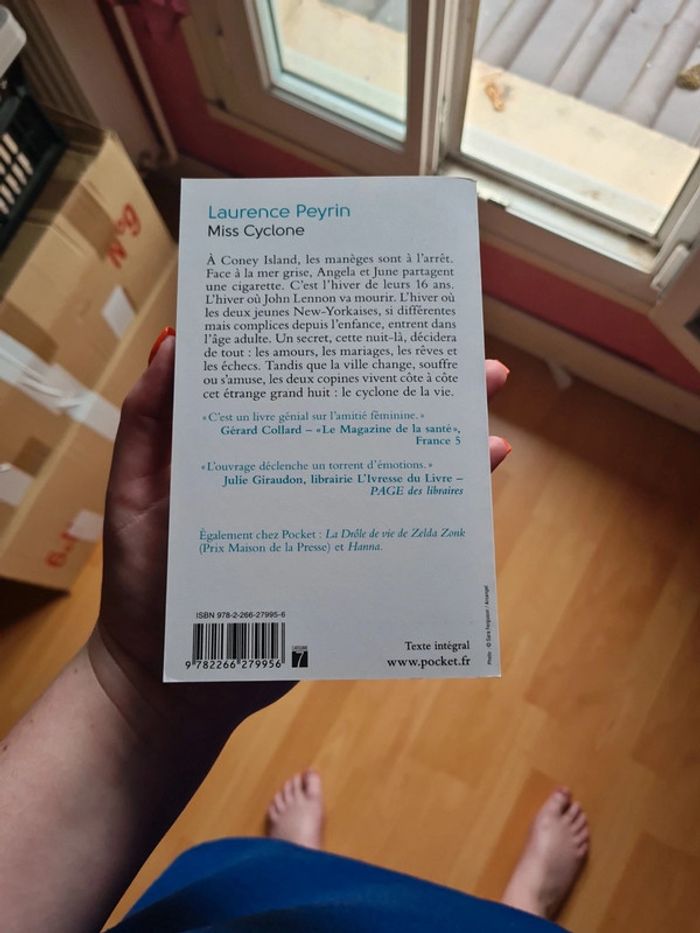 Laurence Peyrin
Miss Cyclone
À Coney Island, les manèges sont à l'arrêt.
Face à la mer grise, Angela et June partagent
une cigarette. C'est l'hiver de leurs 16 ans.
L'hiver où John Lennon va mourir. L'hiver où
les deux jeunes New-Yorkaises, si différentes
mais complices depuis l'enfance, entrent dans
l'âge adulte. Un secret, cette nuit-là, décidera
de tout : les amours, les mariages, les rêves et
les échecs. Tandis que la ville change, souffre
ou s'amuse, les deux copines vivent côte à côte
cet étrange grand huit : le cyclone de la vie.
« C'est un livre génial sur l'amitié féminine. »
Gérard Collard – « Le Magazine de la santé »,
France 5
« L'ouvrage déclenche un torrent d'émotions. »
Julie Giraudon, librairie L'Ivresse du Livre –
PAGE des libraires
Également chez Pocket : La Drôle de vie de Zelda Zonk
(Prix Maison de la Presse) et Hanna.
ISBN 978-2-266-27995-6
9 782266 279956
7
Texte intégral
www.pocket.fr
Photo : © Sara Ferguson / Arcangel